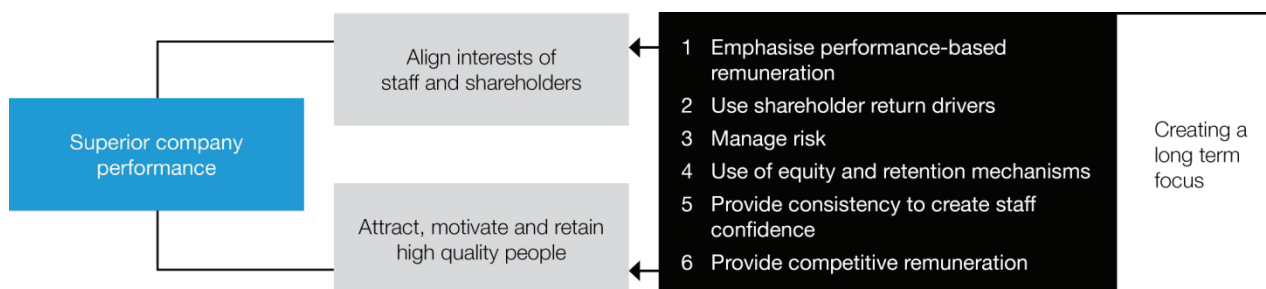 Superior company
performance
Align interests of
staff and shareholders
Attract, motivate and retain
high quality people
1 Emphasise performance-based
remuneration
2 Use shareholder return drivers
3 Manage risk
4 Use of equity and retention mechanisms
5 Provide consistency to create staff
confidence
6 Provide competitive remuneration
Creating a
long term
focus